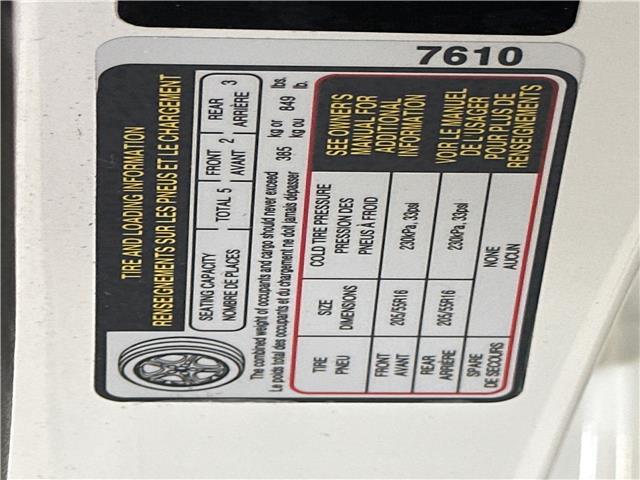 7610
TIRE AND LOADING INFORMATION
RENSEIGNEMENTS SUR LES PNEUS ET LE CHARGEMENT
SEATING CAPACITY TOTAL 5 FRONT 2 REAR 3
NOMBRE DE PLACES AVANT ARRIÈRE
The combined weight of occupants and cargo should never exceed 385 kg or 849 lbs.
Le poids total des occupants et du chargement ne doit jamais dépasser kg ou lb.
TIRE SIZE COLD TIRE PRESSURE SEE OWNER'S
PNEU DIMENSIONS PRESSION DES MANUAL FOR
PNEUS À FROID ADDITIONAL
INFORMATION
FRONT 205/55R16 230kPa, 33psi
AVANT
REAR 205/55R16 230kPa, 33psi
ARRIÈRE
VOIR LE MANUEL
DE L'USAGER
POUR PLUS DE
RENSEIGNEMENTS
SPARE NONE
DE SECOURS AUCUN